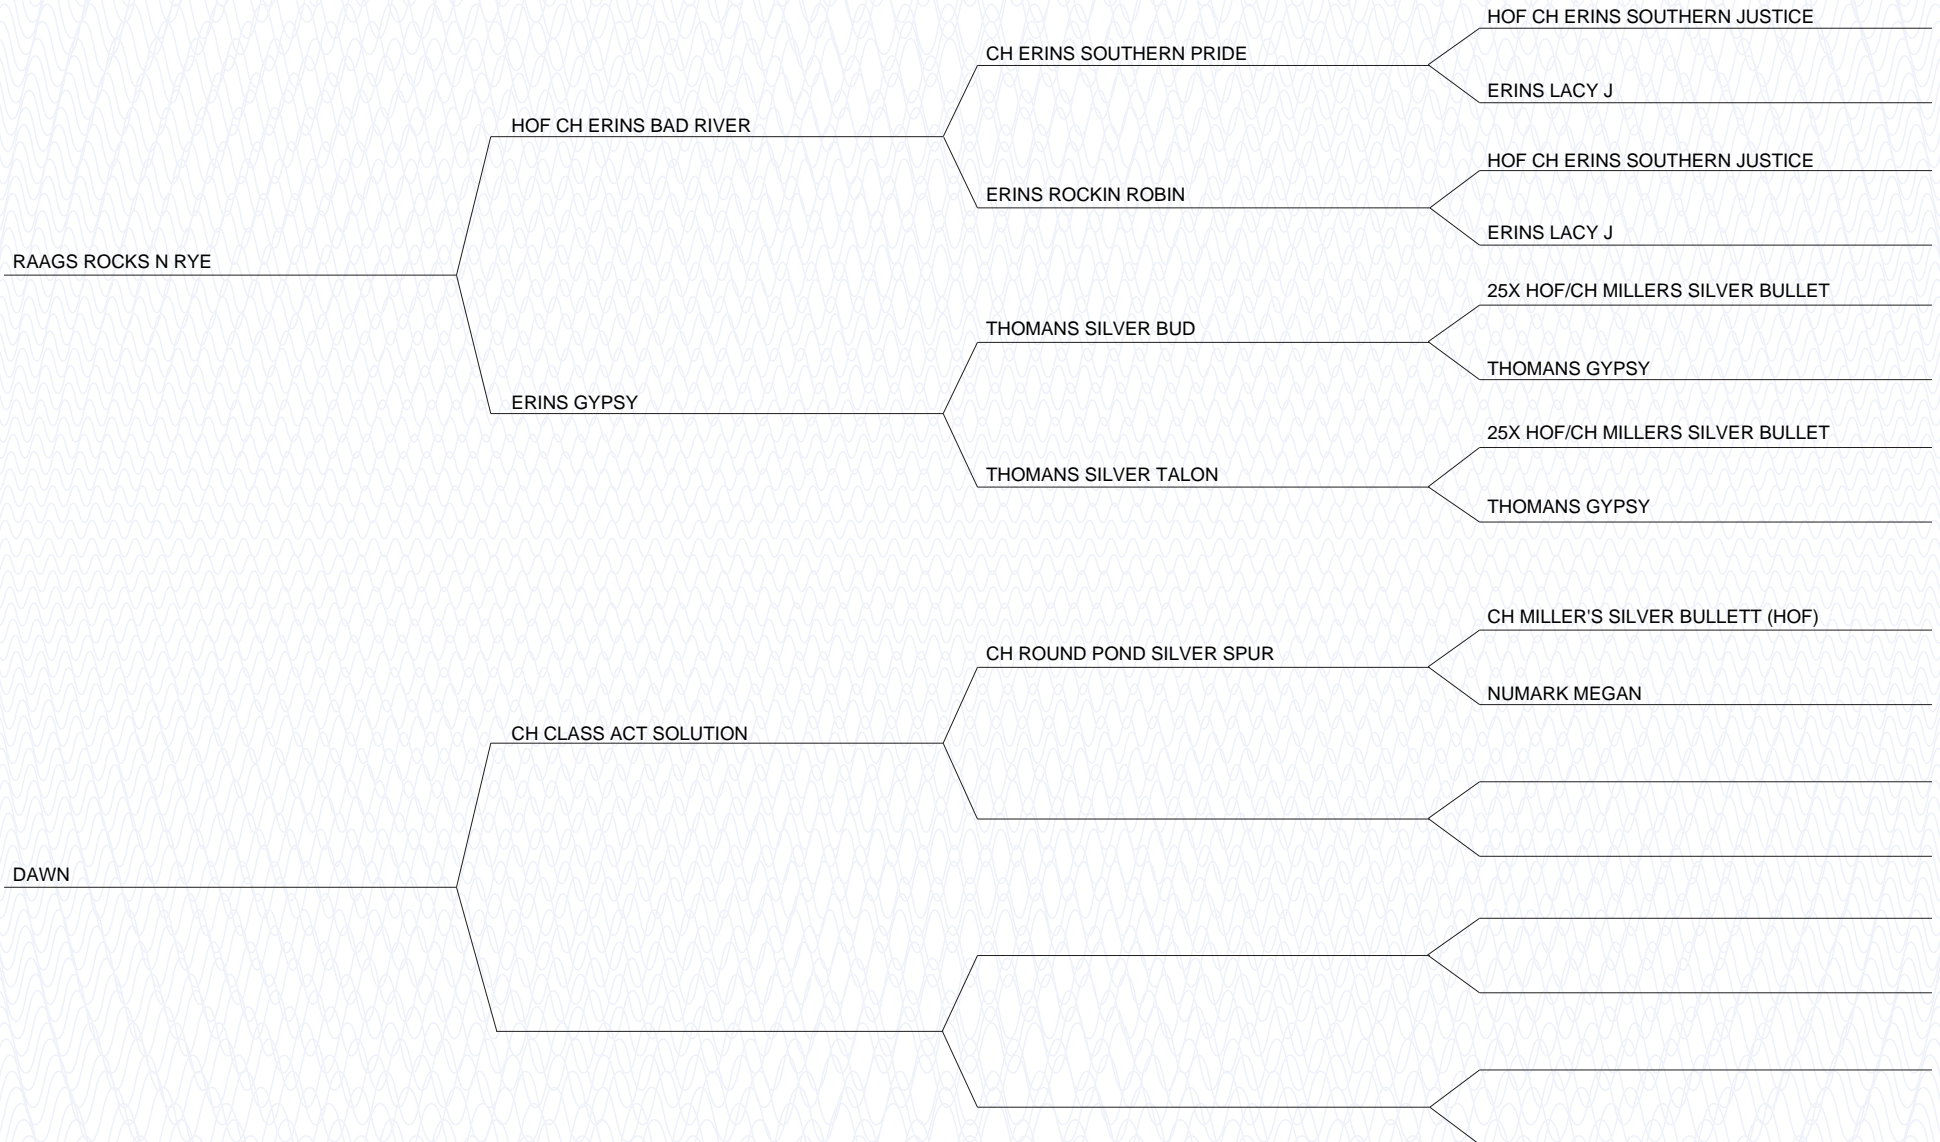 HOF CH ERINS SOUTHERN JUSTICE
CH ERINS SOUTHERN PRIDE
ERINS LACY J
HOF CH ERINS BAD RIVER
HOF CH ERINS SOUTHERN JUSTICE
ERINS ROCKIN ROBIN
ERINS LACY J
RAAGS ROCKS N RYE
25X HOF/CH MILLERS SILVER BULLET
THOMANS SILVER BUD
THOMANS GYPSY
ERINS GYPSY
25X HOF/CH MILLERS SILVER BULLET
THOMANS SILVER TALON
THOMANS GYPSY
CH MILLER'S SILVER BULLETT (HOF)
CH ROUND POND SILVER SPUR
NUMARK MEGAN
CH CLASS ACT SOLUTION
DAWN